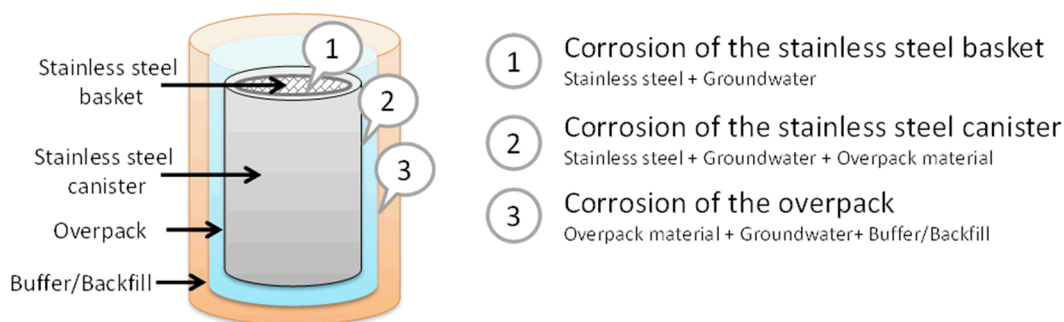 Stainless steel
basket
Stainless steel
canister
Overpack
Buffer/Backfill
1
2
3
1
Corrosion of the stainless steel basket
Stainless steel + Groundwater
2
Corrosion of the stainless steel canister
Stainless steel + Groundwater + Overpack material
3
Corrosion of the overpack
Overpack material + Groundwater+ Buffer/Backfill